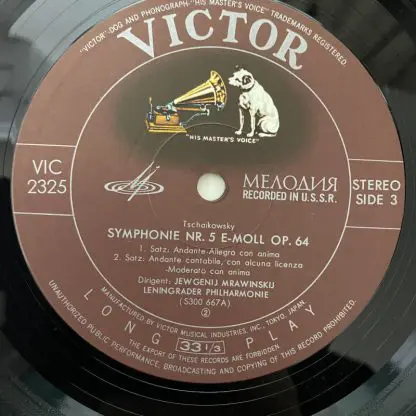 "VICTOR", DOG AND PHONOGRAPH, "HIS MASTER'S VOICE" TRADEMARKS REGISTERED.
VICTOR
"HIS MASTER'S VOICE"
VIC
2325
МЕЛОДИЯ
RECORDED IN U.S.S.R.
STEREO
SIDE 3
Tschaikowsky
SYMPHONIE NR. 5 E-MOLL OP. 64
1. Satz: Andante-Allegro con anima
2. Satz: Andante contabile, con alcuna licenza
-Moderato con anima
Dirigent: JEWGENIJ MRAWINSKIJ
LENINGRADER PHILHARMONIE
(S300 667A)
②
LONG PLAY
33 1/3
MANUFACTURED BY VICTOR MUSICAL INDUSTRIES, INC., TOKYO, JAPAN
THE EXPORT OF THESE RECORDS ARE FORBIDDEN.
UNAUTHORIZED PUBLIC PERFORMANCE, BROADCASTING AND COPYING OF THIS RECORD PROHIBITED